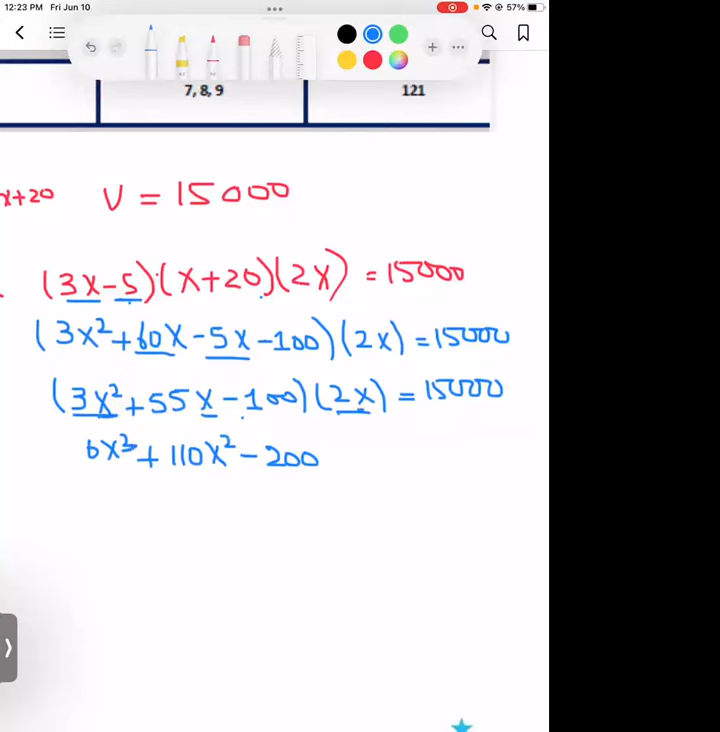 12:23 PM Fri Jun 10
57%
7, 8, 9
121
x+20 V = 15000
(3x-5)(x+20)(2x) = 15000
(3x²+60x-5x-100)(2x) = 15000
(3x²+55x-100)(2x) = 15000
6x³+110x²-200